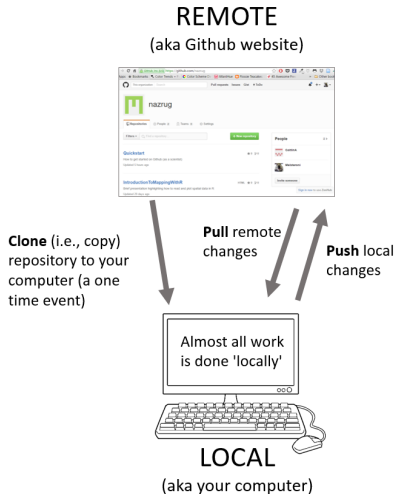 REMOTE
(aka Github website)
nazrug
Quickstart
IntroductionToMappingWithR
People
Clone (i.e., copy)
repository to your
computer (a one
time event)
Pull remote
changes
Push local
changes
Almost all work
is done 'locally'
LOCAL
(aka your computer)